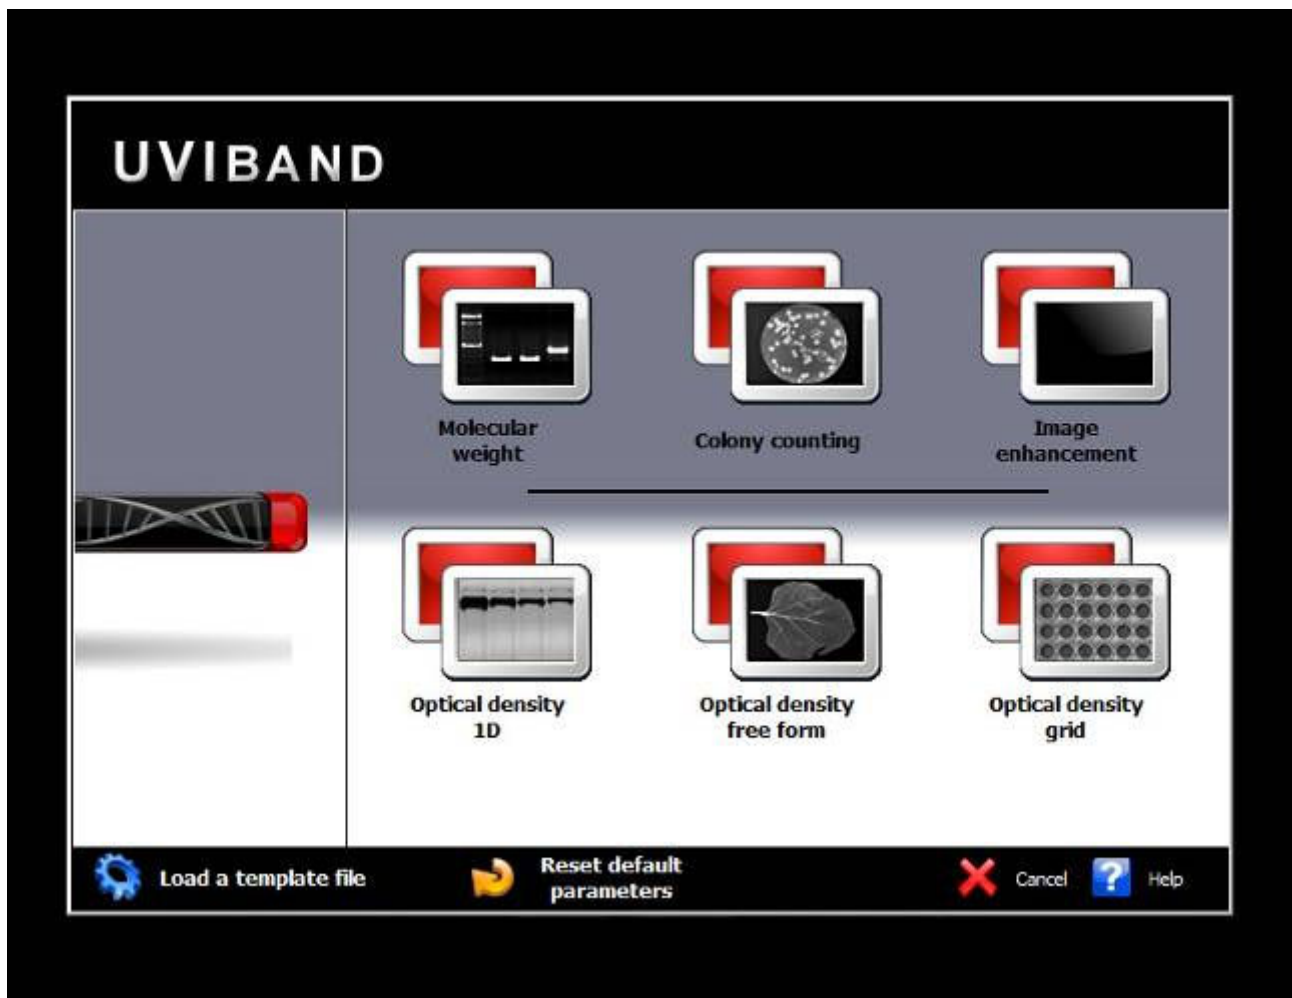 UVIBAND
Molecular
weight
Colony counting
Image
enhancement
Optical density
1D
Optical density
free form
Optical density
grid
Load a template file
Reset default
parameters
Cancel
Help